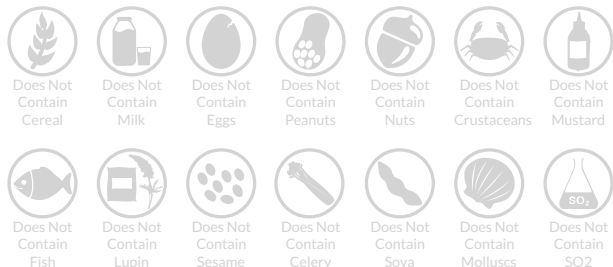 Does Not Does Not Does Not Does Not Does Not Does Not Does Not
Contain Contain Contain Contain Contain Contain Contain
Cereal Milk Eggs Peanuts Nuts Crustaceans Mustard
SO₂
Does Not Does Not Does Not Does Not Does Not Does Not Does Not
Contain Contain Contain Contain Contain Contain Contain
Fish Lupin Sesame Celery Soya Molluscs SO2